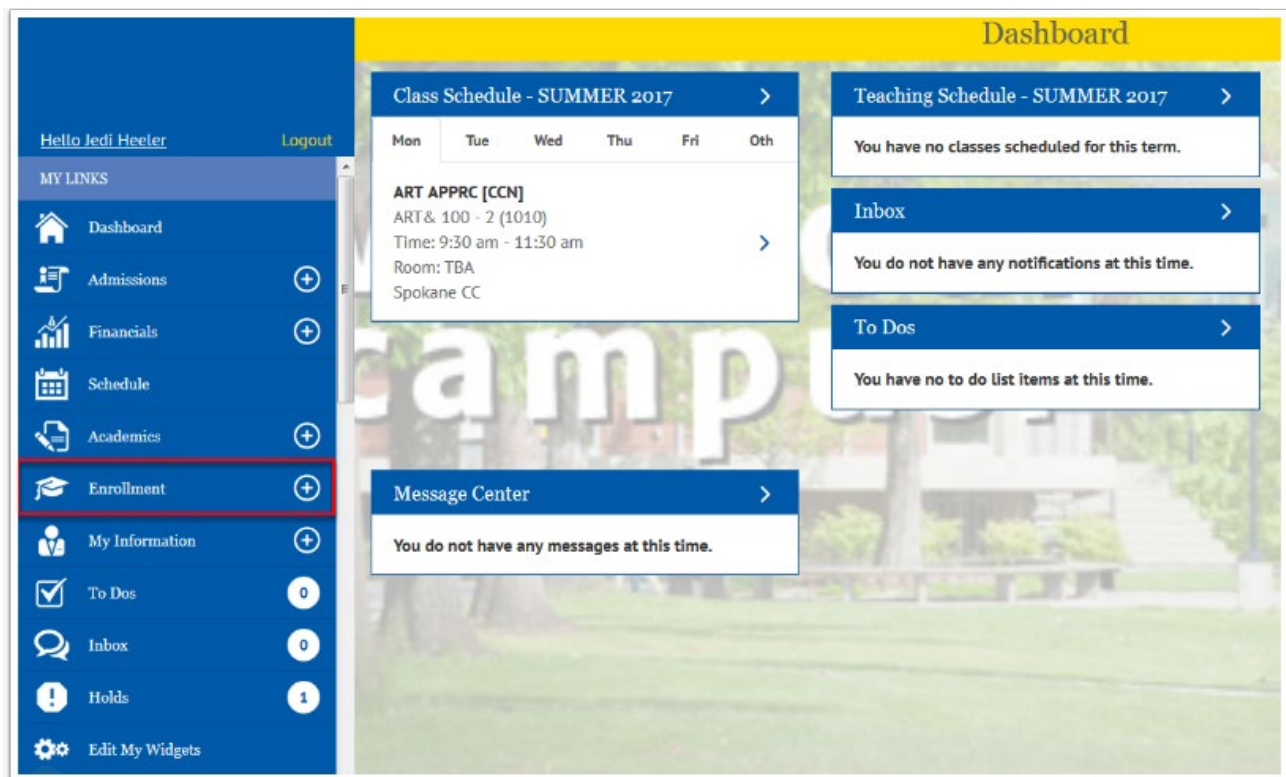 Dashboard
Hello Jedi Heeler
Logout
MY LINKS
Dashboard
Admissions
Financials
Schedule
Academics
Enrollment
My Information
To Dos
0
Inbox
0
Holds
1
Edit My Widgets
Class Schedule - SUMMER 2017
Mon Tue Wed Thu Fri Oth
ART APPRC [CCN]
ART& 100 - 2 (1010)
Time: 9:30 am - 11:30 am
Room: TBA
Spokane CC
Message Center
You do not have any messages at this time.
Teaching Schedule - SUMMER 2017
You have no classes scheduled for this term.
Inbox
You do not have any notifications at this time.
To Dos
You have no to do list items at this time.
campus.